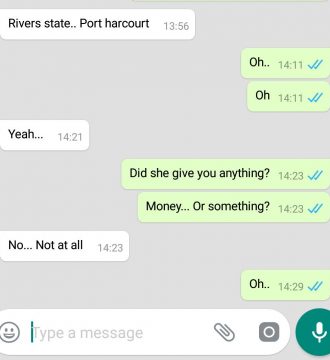 Rivers state.. Port harcourt 13:56
Oh.. 14:11
Oh 14:11
Yeah... 14:21
Did she give you anything? 14:23
Money... Or something? 14:23
No... Not at all 14:23
Oh.. 14:29
Type a message